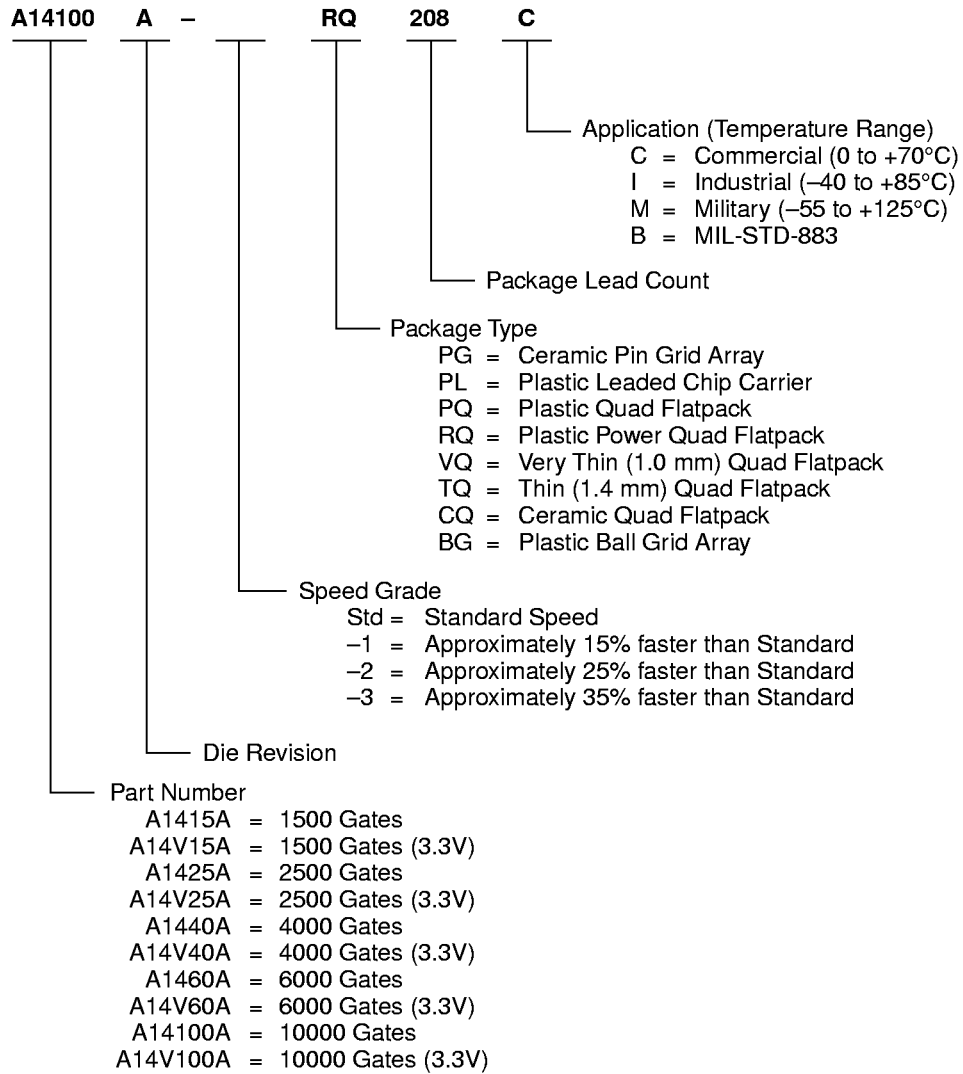 A14100 A – RQ 208 C
Application (Temperature Range)
C = Commercial (0 to +70°C)
I = Industrial (–40 to +85°C)
M = Military (–55 to +125°C)
B = MIL-STD-883
Package Lead Count
Package Type
PG = Ceramic Pin Grid Array
PL = Plastic Leaded Chip Carrier
PQ = Plastic Quad Flatpack
RQ = Plastic Power Quad Flatpack
VQ = Very Thin (1.0 mm) Quad Flatpack
TQ = Thin (1.4 mm) Quad Flatpack
CQ = Ceramic Quad Flatpack
BG = Plastic Ball Grid Array
Speed Grade
Std = Standard Speed
–1 = Approximately 15% faster than Standard
–2 = Approximately 25% faster than Standard
–3 = Approximately 35% faster than Standard
Die Revision
Part Number
A1415A = 1500 Gates
A14V15A = 1500 Gates (3.3V)
A1425A = 2500 Gates
A14V25A = 2500 Gates (3.3V)
A1440A = 4000 Gates
A14V40A = 4000 Gates (3.3V)
A1460A = 6000 Gates
A14V60A = 6000 Gates (3.3V)
A14100A = 10000 Gates
A14V100A = 10000 Gates (3.3V)